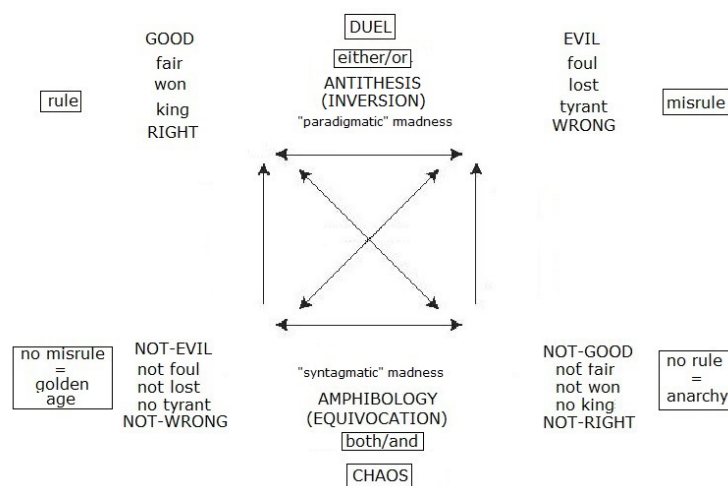 DUEL
GOOD
EVIL
either/or.
fair
foul
won
ANTITHESIS
lost
rule
king
(INVERSION)
tyrant
misrule
RIGHT
"paradigmatic" madness
WRONG
no misrule
=
golden
age
NOT-EVIL
not foul
not lost
no tyrant
NOT-WRONG
"syntagmatic" madness
AMPHIBOLOGY
(EQUIVOCATION)
both/and
CHAOS
NOT-GOOD
not fair
not won
no king
NOT-RIGHT
no rule
=
anarchy